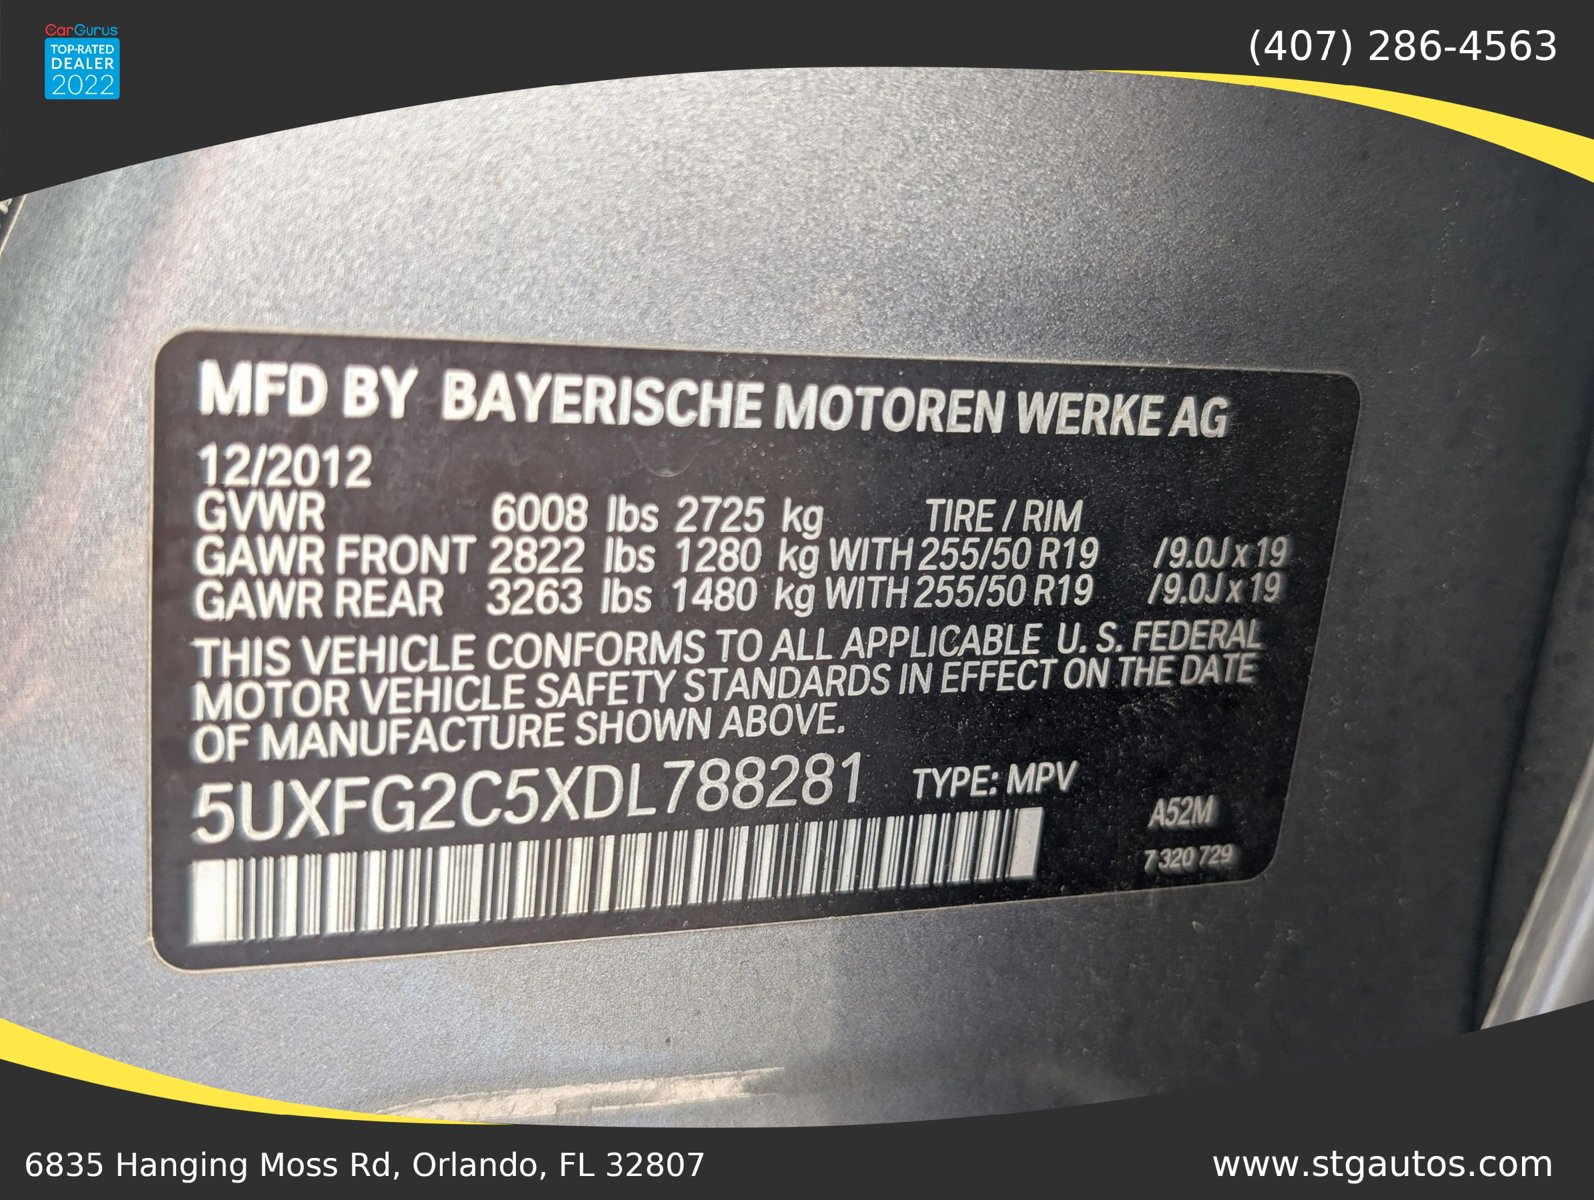 CarGurus
TOP-RATED
DEALER
2022
(407) 286-4563
MFD BY BAYERISCHE MOTOREN WERKE AG
12/2012
GVWR 6008 lbs 2725 kg TIRE / RIM
GAWR FRONT 2822 lbs 1280 kg WITH 255/50 R19 /9.0J x 19
GAWR REAR 3263 lbs 1480 kg WITH 255/50 R19 /9.0J x 19
THIS VEHICLE CONFORMS TO ALL APPLICABLE U. S. FEDERAL
MOTOR VEHICLE SAFETY STANDARDS IN EFFECT ON THE DATE
OF MANUFACTURE SHOWN ABOVE.
5UXFG2C5XDL788281 TYPE: MPV
A52M
7 320 729
6835 Hanging Moss Rd, Orlando, FL 32807
www.stgautos.com